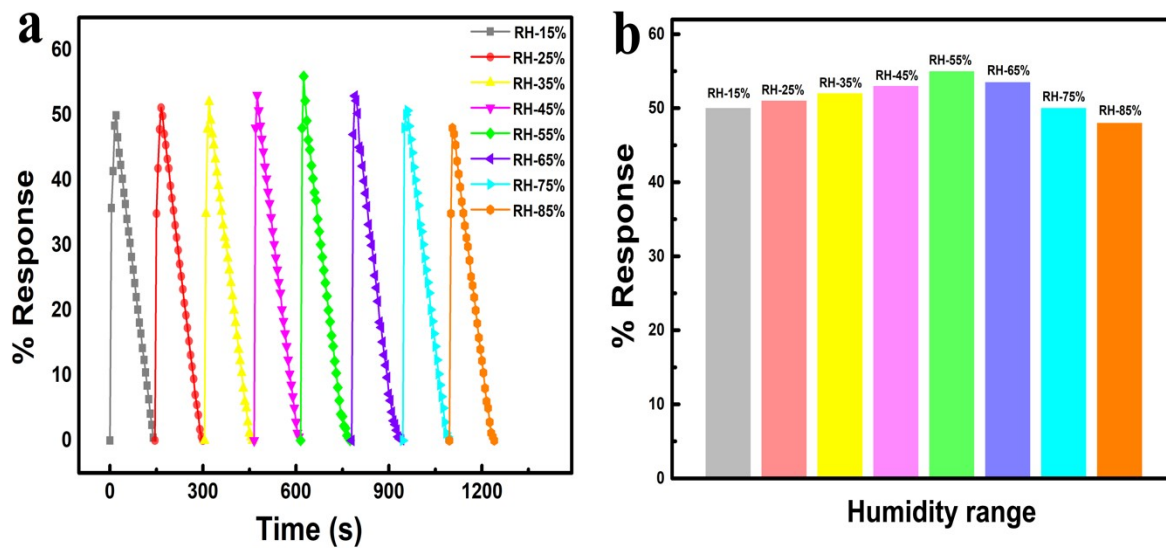 a
% Response
60
50
40
30
20
10
0
0 300 600 900 1200
Time (s)
RH-15%
RH-25%
RH-35%
RH-45%
RH-55%
RH-65%
RH-75%
RH-85%
b
% Response
60
50
40
30
20
10
0
RH-15%
RH-25%
RH-35%
RH-45%
RH-55%
RH-65%
RH-75%
RH-85%
Humidity range